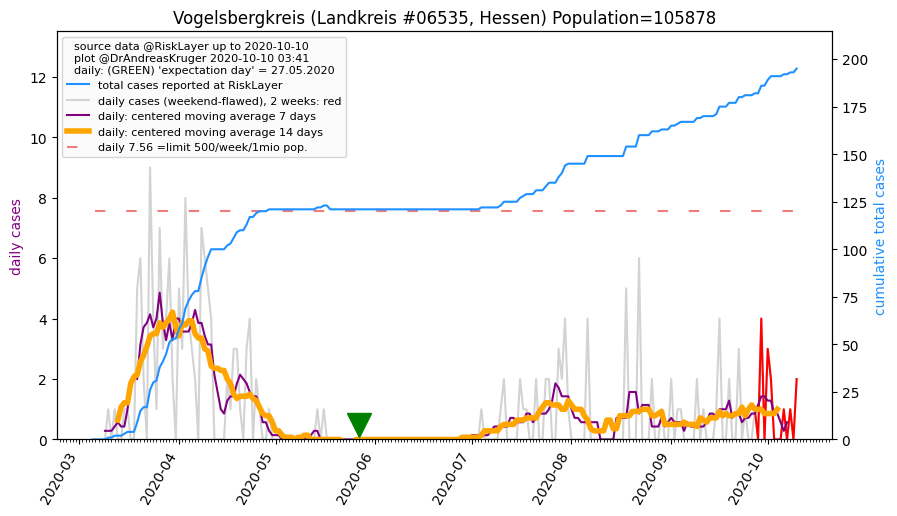 Vogelsbergkreis (Landkreis #06535, Hessen) Population=105878
source data @RiskLayer up to 2020-10-10
plot @DrAndreasKruger 2020-10-10 03:41
daily: (GREEN) 'expectation day' = 27.05.2020
total cases reported at RiskLayer
daily cases (weekend-flawed), 2 weeks: red
daily: centered moving average 7 days
daily: centered moving average 14 days
daily 7.56 =limit 500/week/1mio pop.
daily cases
12
10
8
6
4
2
0
cumulative total cases
200
175
150
125
100
75
50
25
0
2020-03
2020-04
2020-05
2020-06
2020-07
2020-08
2020-09
2020-10